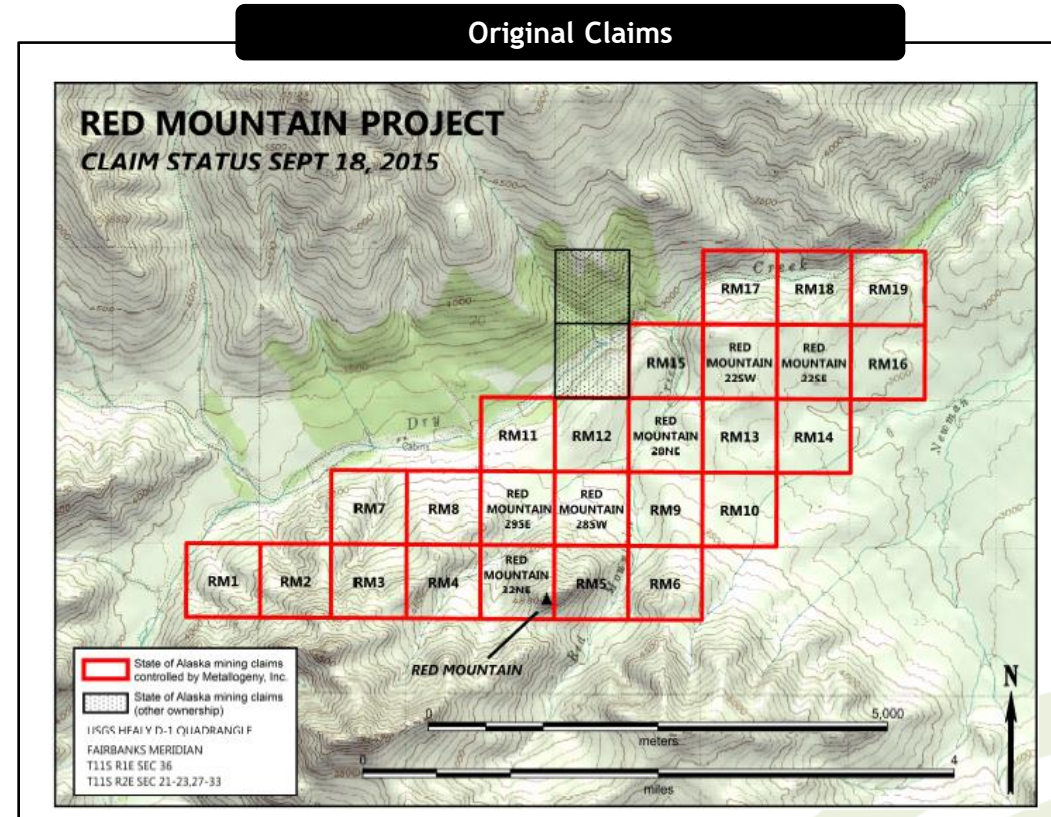 Original Claims
RED MOUNTAIN PROJECT
CLAIM STATUS SEPT 18, 2015
Creek
RM17
RM18
RM19
RM15
RED
MOUNTAIN
22SW
RED
MOUNTAIN
22SE
RM16
Dry
Cabins
RM11
RM12
RED
MOUNTAIN
28NE
RM13
RM14
Newman
RM7
RM8
RED
MOUNTAIN
29SE
RED
MOUNTAIN
28SW
RM9
RM10
RM1
RM2
RM3
RM4
RED
MOUNTAIN
32NE
RM5
RM6
Red
RED MOUNTAIN
State of Alaska mining claims
controlled by Metallogeny, Inc.
State of Alaska mining claims
(other ownership)
USGS HEALY D-1 QUADRANGLE
FAIRBANKS MERIDIAN
T11S R1E SEC 36
T11S R2E SEC 21-23,27-33
0 5,000
meters
0 4
miles
N